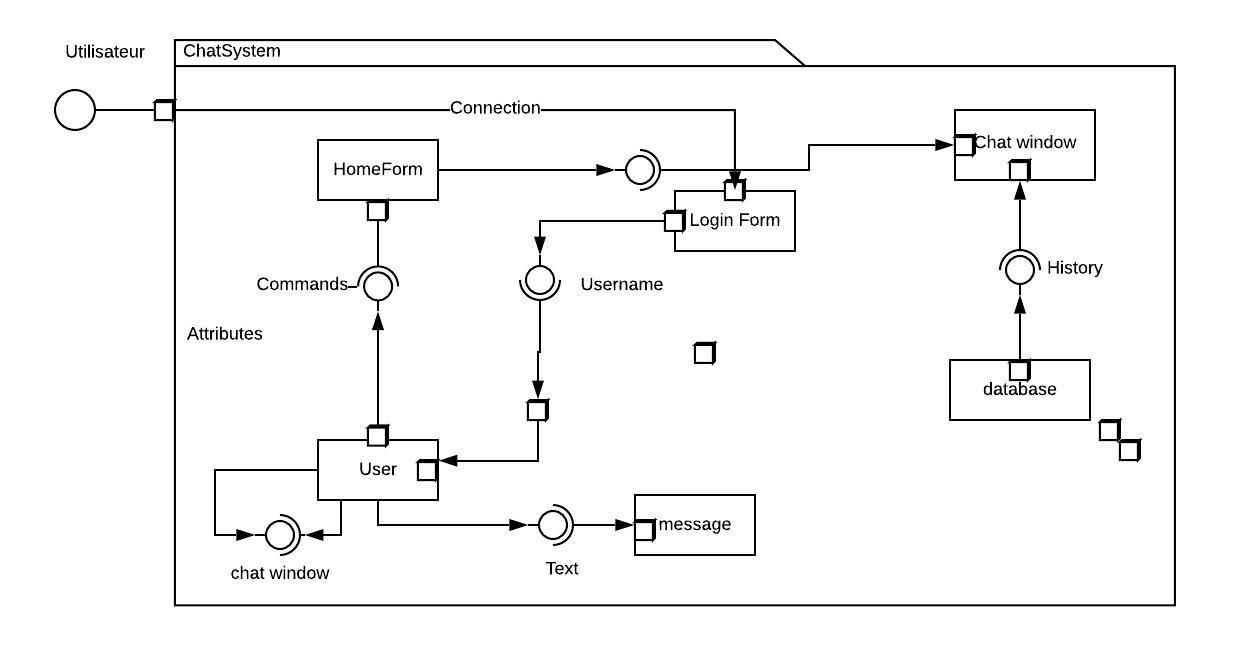 Utilisateur
ChatSystem
Connection
Chat window
HomeForm
Login Form
History
Commands
Username
Attributes
database
User
message
Text
chat window